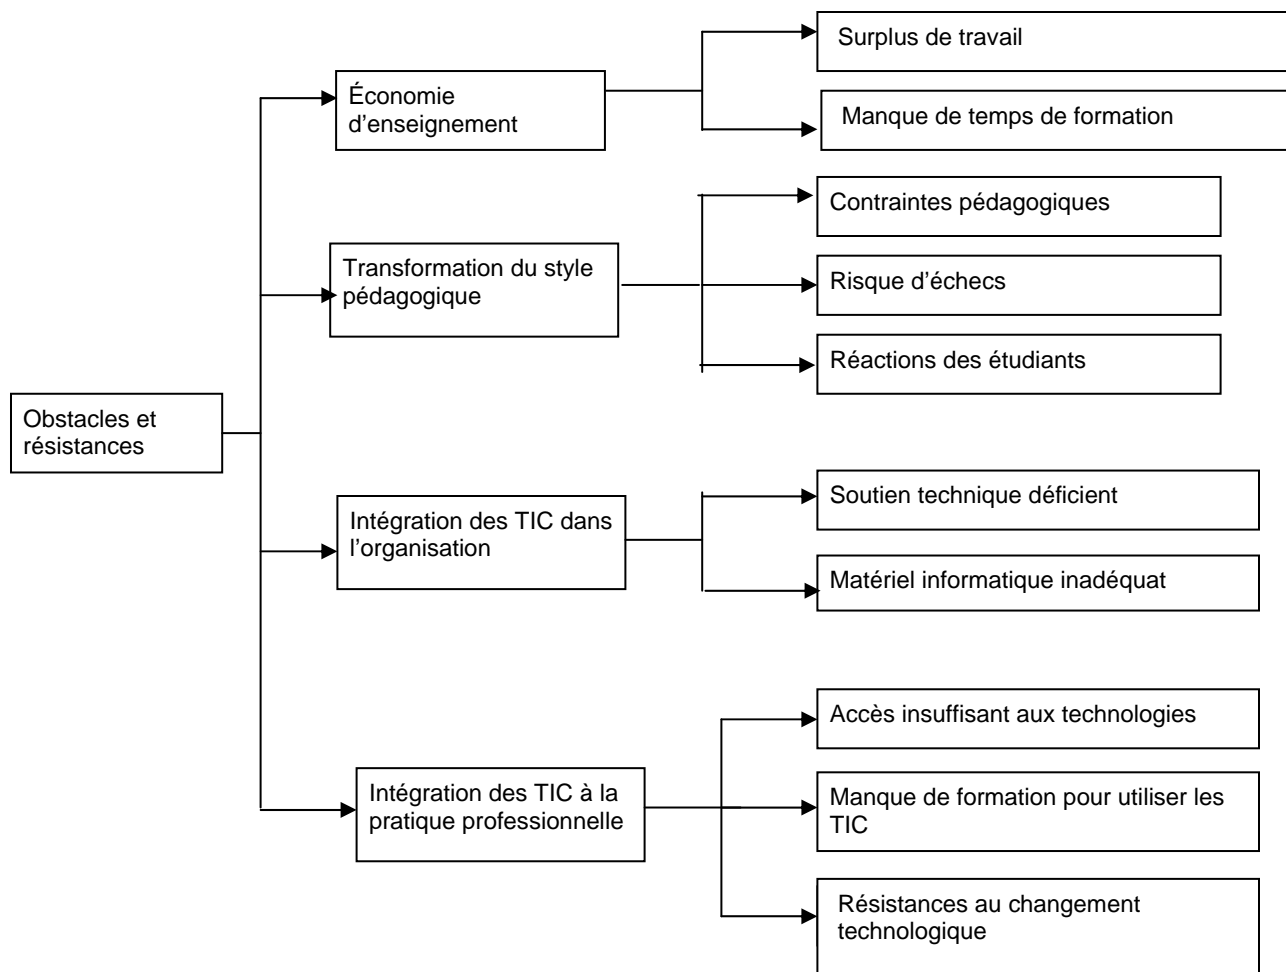 Surplus de travail
Économie
d'enseignement
Manque de temps de formation
Contraintes pédagogiques
Transformation du style
pédagogique
Risque d’échecs
Réactions des étudiants
Obstacles et
résistances
Soutien technique déficient
Intégration des TIC dans
l’organisation
Matériel informatique inadéquat
Accès insuffisant aux technologies
Intégration des TIC à la
pratique professionnelle
Manque de formation pour utiliser les
TIC
Résistances au changement
technologique